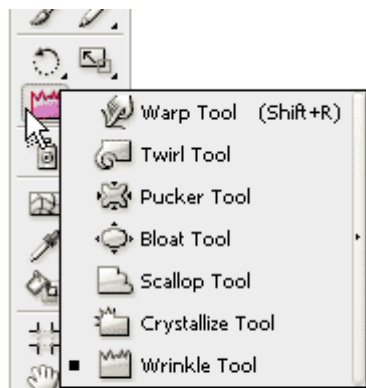 Warp Tool (Shift+R)
Twirl Tool
Pucker Tool
Bloat Tool
Scallop Tool
Crystallize Tool
Wrinkle Tool